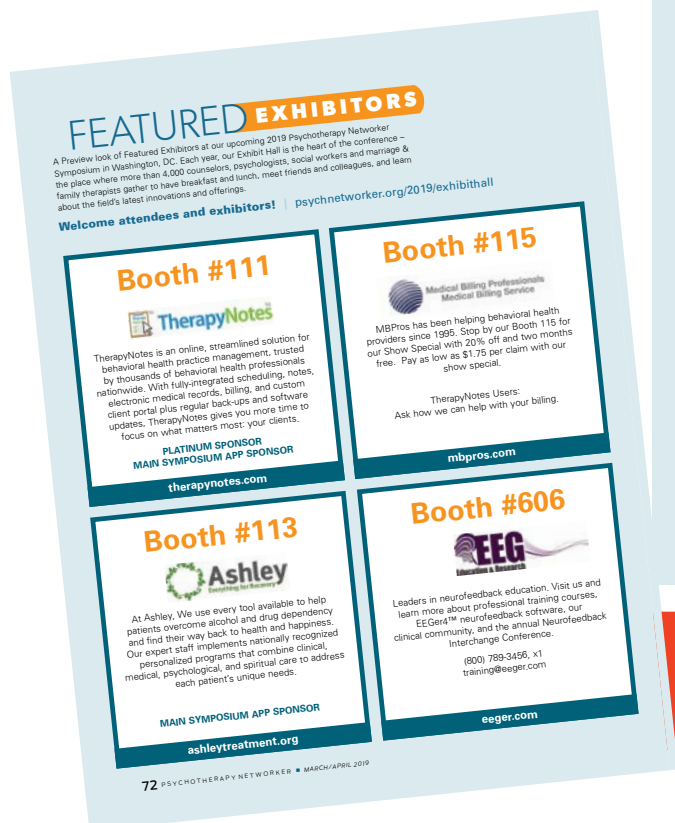 FEATURED EXHIBITORS
A Preview look of Featured Exhibitors at our upcoming 2019 Psychotherapy Networker
Symposium in Washington, DC. Each year, our Exhibit Hall is the heart of the conference –
the place where more than 4,000 counselors, psychologists, social workers and marriage &
family therapists gather to have breakfast and lunch, meet friends and colleagues, and learn
about the field's latest innovations and offerings.
Welcome attendees and exhibitors! | psychnetworker.org/2019/exhibithall
Booth #111
TherapyNotes™
TherapyNotes is an online, streamlined solution for
behavioral health practice management, trusted
by thousands of behavioral health professionals
nationwide. With fully-integrated scheduling, notes,
electronic medical records, billing, and custom
client portal plus regular back-ups and software
updates, TherapyNotes gives you more time to
focus on what matters most: your clients.
PLATINUM SPONSOR
MAIN SYMPOSIUM APP SPONSOR
therapynotes.com
Booth #115
Medical Billing Professionals
Medical Billing Service
MBPros has been helping behavioral health
providers since 1995. Stop by our Booth 115 for
our Show Special with 20% off and two months
free. Pay as low as $1.75 per claim with our
show special.
TherapyNotes Users:
Ask how we can help with your billing.
mbpros.com
Booth #113
Ashley
Everything for Recovery
At Ashley, We use every tool available to help
patients overcome alcohol and drug dependency
and find their way back to health and happiness.
Our expert staff implements nationally recognized
personalized programs that combine clinical,
medical, psychological, and spiritual care to address
each patient's unique needs.
MAIN SYMPOSIUM APP SPONSOR
ashleytreatment.org
Booth #606
EEG
Education & Research
Leaders in neurofeedback education. Visit us and
learn more about professional training courses,
EEGer4™ neurofeedback software, our
clinical community, and the annual Neurofeedback
Interchange Conference.
(800) 789-3456, x1
training@eeger.com
eeger.com
72 PSYCHOTHERAPY NETWORKER ■ MARCH/APRIL 2019